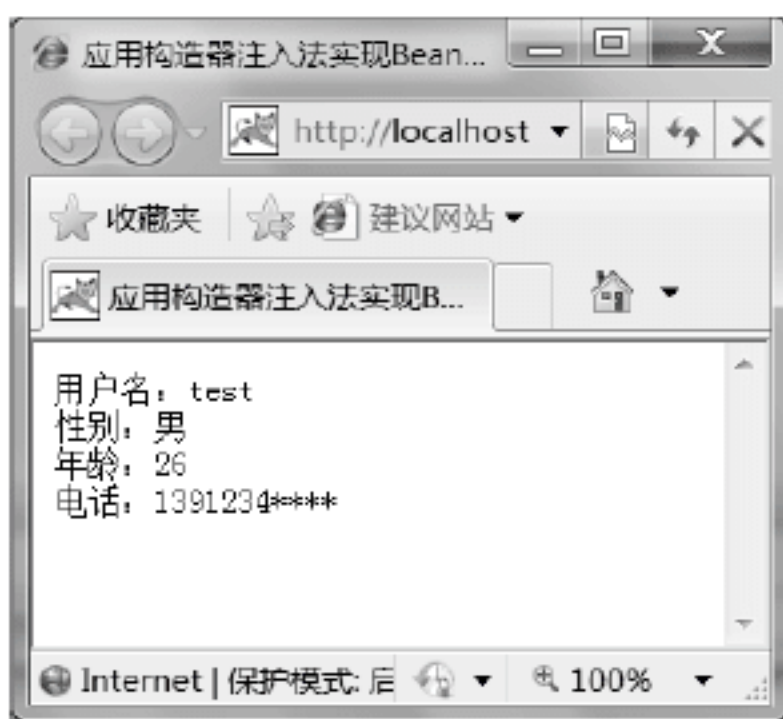 应用构造器注入法实现Bean...
http://localhost
收藏夹
建议网站
应用构造器注入法实现B...
用户名：test
性别：男
年龄：26
电话：1391234****
Internet | 保护模式: 启
100%